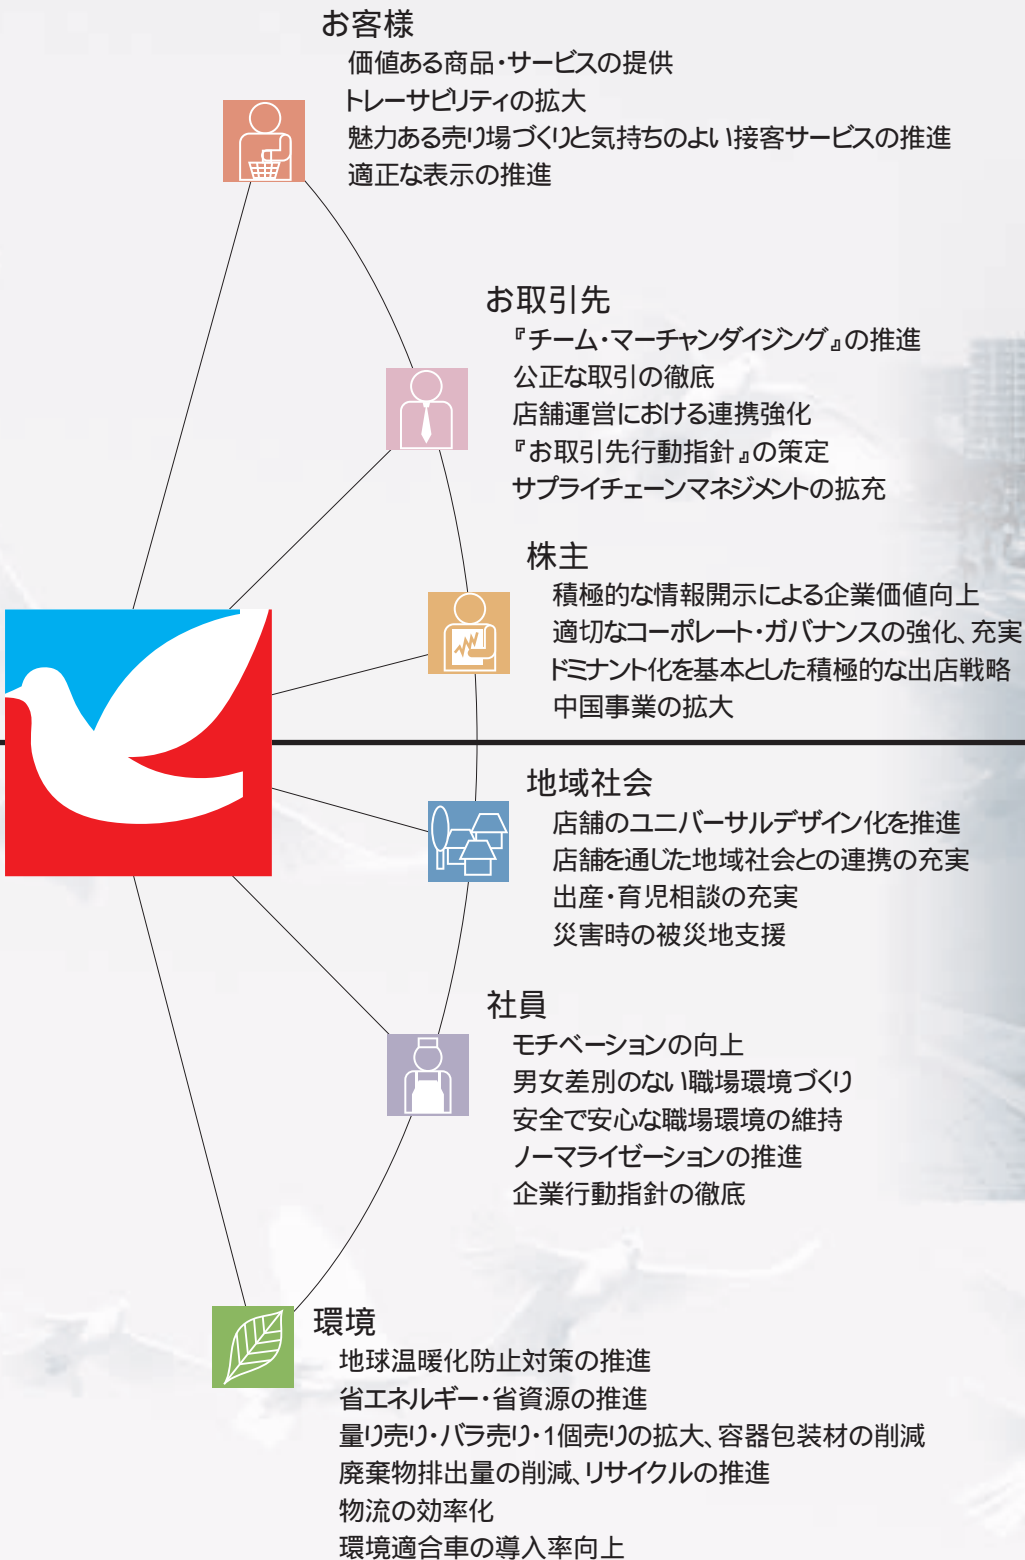 お客様
価値ある商品・サービスの提供
トレーサビリティの拡大
魅力ある売り場づくりと気持ちのよい接客サービスの推進
適正な表示の推進
お取引先
『チーム・マーチャンダイジング』の推進
公正な取引の徹底
店舗運営における連携強化
『お取引先行動指針』の策定
サプライチェーンマネジメントの拡充
株主
積極的な情報開示による企業価値向上
適切なコーポレート・ガバナンスの強化、充実
ドミナント化を基本とした積極的な出店戦略
中国事業の拡大
地域社会
店舗のユニバーサルデザイン化を推進
店舗を通じた地域社会との連携の充実
出産・育児相談の充実
災害時の被災地支援
社員
モチベーションの向上
男女差別のない職場環境づくり
安全で安心な職場環境の維持
ノーマライゼーションの推進
企業行動指針の徹底
環境
地球温暖化防止対策の推進
省エネルギー・省資源の推進
量り売り・バラ売り・1個売りの拡大、容器包装材の削減
廃棄物排出量の削減、リサイクルの推進
物流の効率化
環境適合車の導入率向上